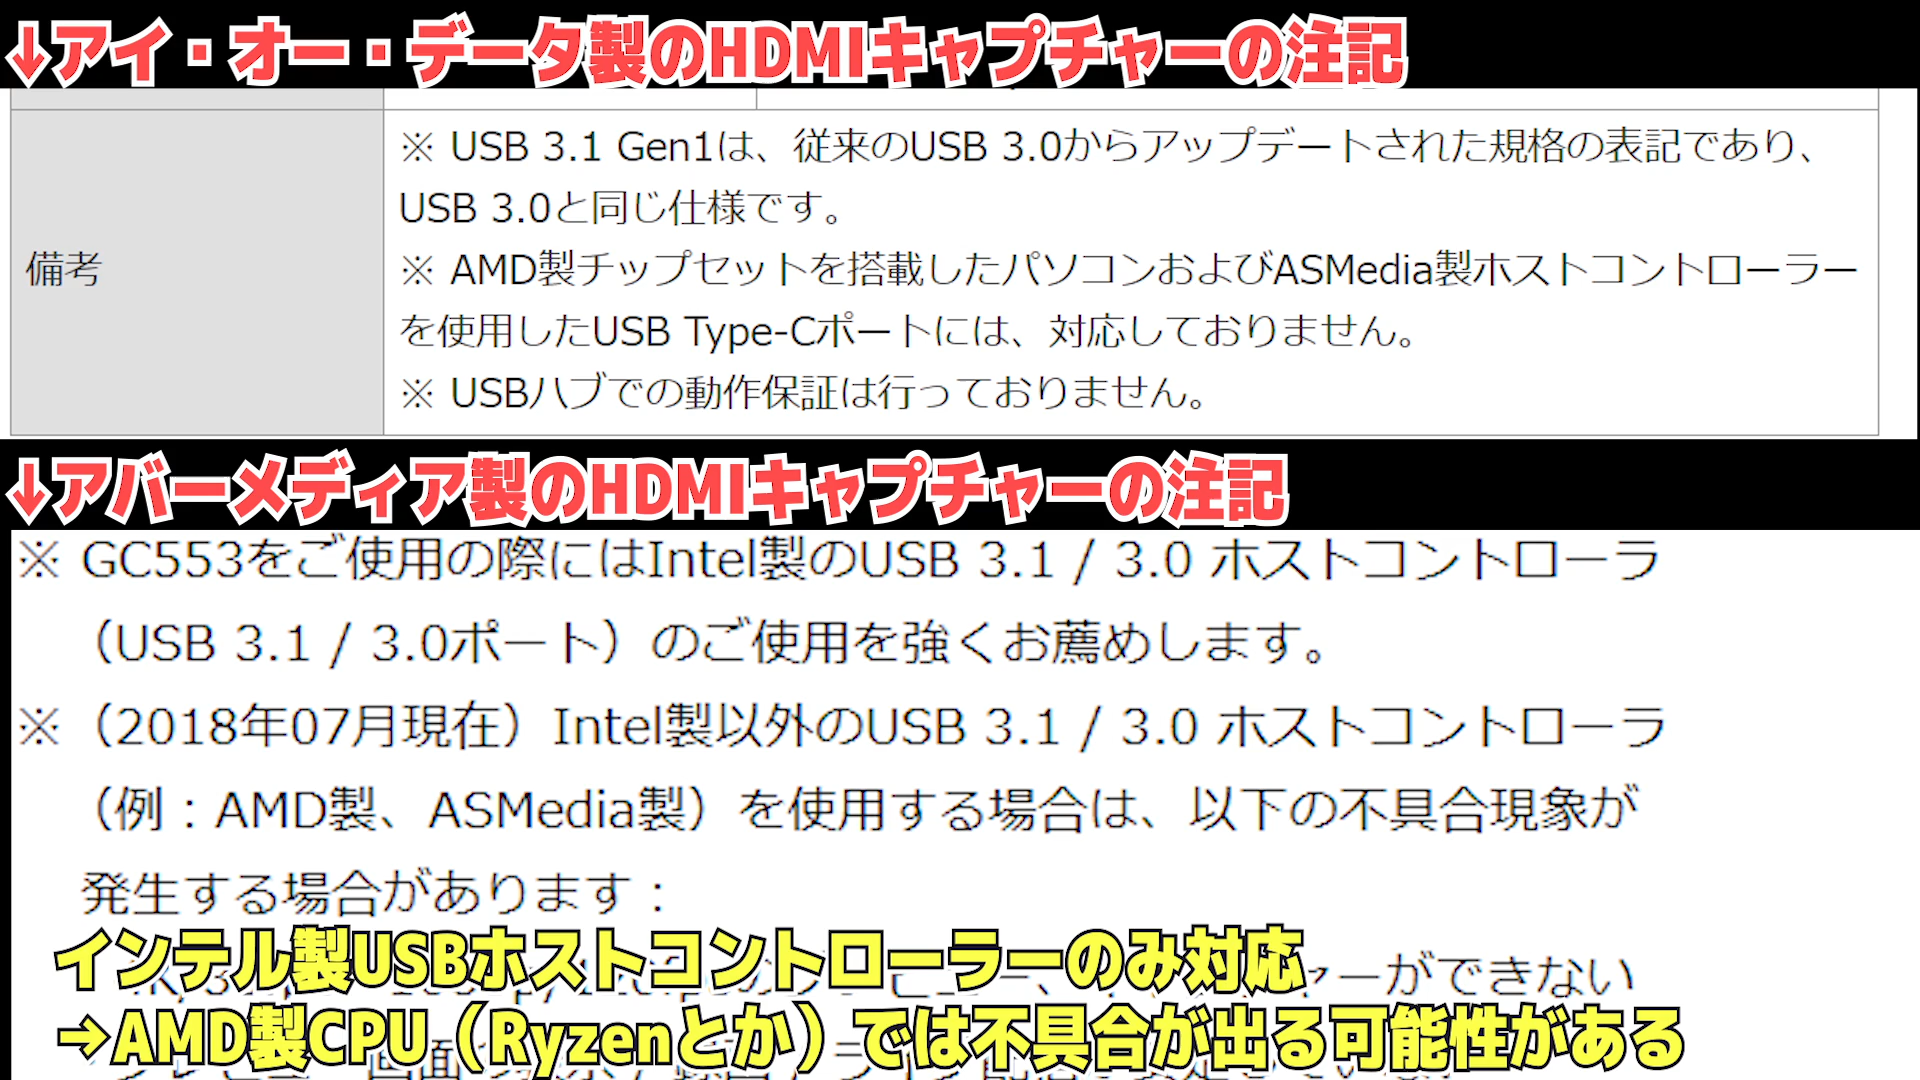 ↓アイ・オー・データ製のHDMIキャプチャーの注記
備考
※ USB 3.1 Gen1は、従来のUSB 3.0からアップデートされた規格の表記であり、
USB 3.0と同じ仕様です。
※ AMD製チップセットを搭載したパソコンおよびASMedia製ホストコントローラー
を使用したUSB Type-Cポートには、対応しておりません。
※ USBハブでの動作保証は行っておりません。
↓アバーメディア製のHDMIキャプチャーの注記
※ GC553をご使用の際にはIntel製のUSB 3.1 / 3.0 ホストコントローラ
（USB 3.1 / 3.0ポート）のご使用を強くお薦めします。
※（2018年07月現在）Intel製以外のUSB 3.1 / 3.0 ホストコントローラ
（例：AMD製、ASMedia製）を使用する場合は、以下の不具合現象が
発生する場合があります：
インテル製USBホストコントローラーのみ対応
ャーができない
→AMD製CPU（Ryzenとか）では不具合が出る可能性がある